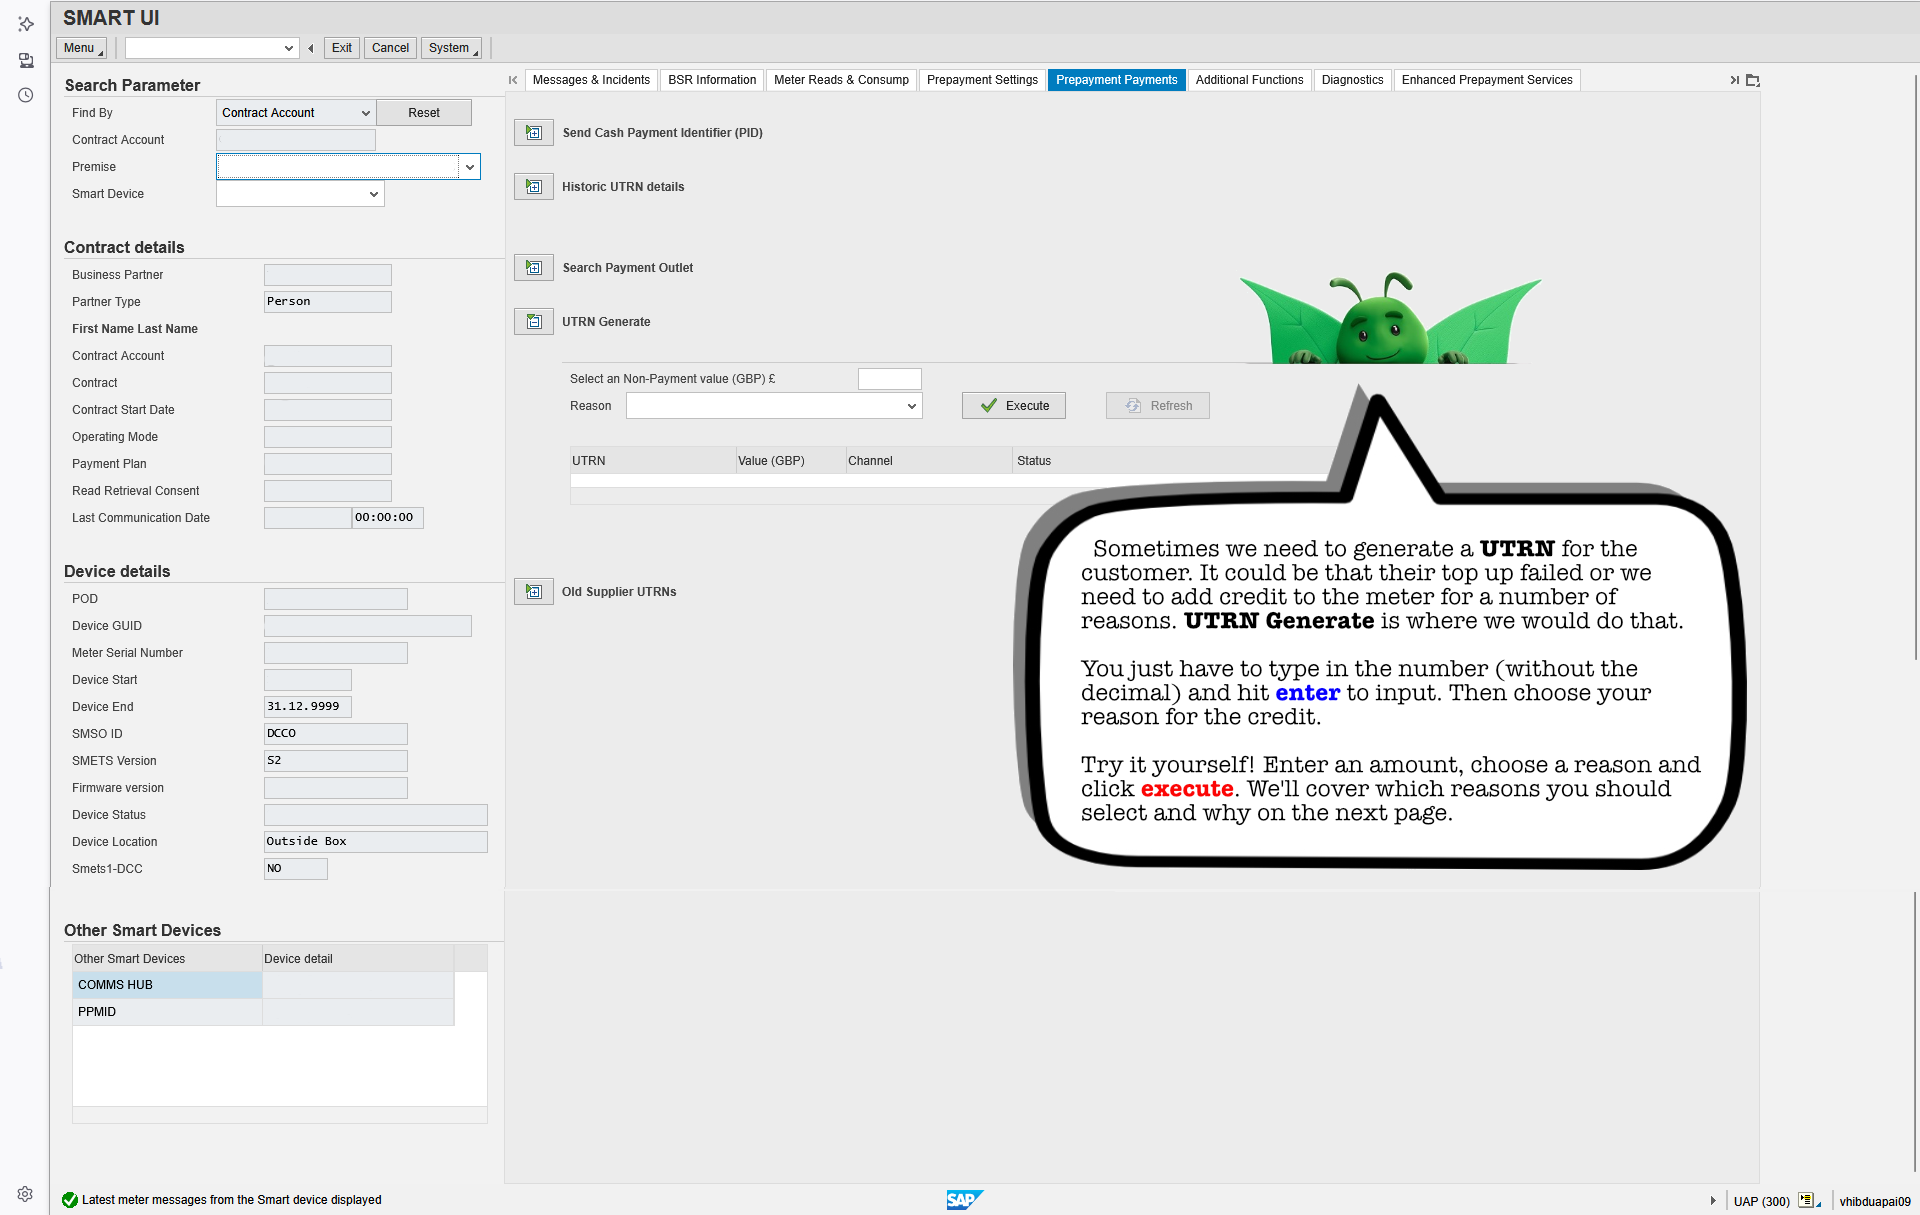 SMART UI
Menu
Exit
Cancel
System
Search Parameter
Find By
Contract Account
Reset
Contract Account
Premise
Smart Device
Contract details
Business Partner
Partner Type
Person
First Name Last Name
Contract Account
Contract
Contract Start Date
Operating Mode
Payment Plan
Read Retrieval Consent
Last Communication Date
00:00:00
Device details
POD
Device GUID
Meter Serial Number
Device Start
Device End
31.12.9999
SMSO ID
DCCO
SMETS Version
S2
Firmware version
Device Status
Device Location
Outside Box
Smets1-DCC
NO
Other Smart Devices
Other Smart Devices
Device detail
COMMS HUB
PPMID
Messages & Incidents
BSR Information
Meter Reads & Consump
Prepayment Settings
Prepayment Payments
Additional Functions
Diagnostics
Enhanced Prepayment Services
Send Cash Payment Identifier (PID)
Historic UTRN details
Search Payment Outlet
UTRN Generate
Select an Non-Payment value (GBP) £
Reason
Execute
Refresh
UTRN
Value (GBP)
Channel
Status
Old Supplier UTRNs
Sometimes we need to generate a UTRN for the
customer. It could be that their top up failed or we
need to add credit to the meter for a number of
reasons. UTRN Generate is where we would do that.
You just have to type in the number (without the
decimal) and hit enter to input. Then choose your
reason for the credit.
Try it yourself! Enter an amount, choose a reason and
click execute. We'll cover which reasons you should
select and why on the next page.
Latest meter messages from the Smart device displayed
SAP
UAP (300)
vhibduapai09